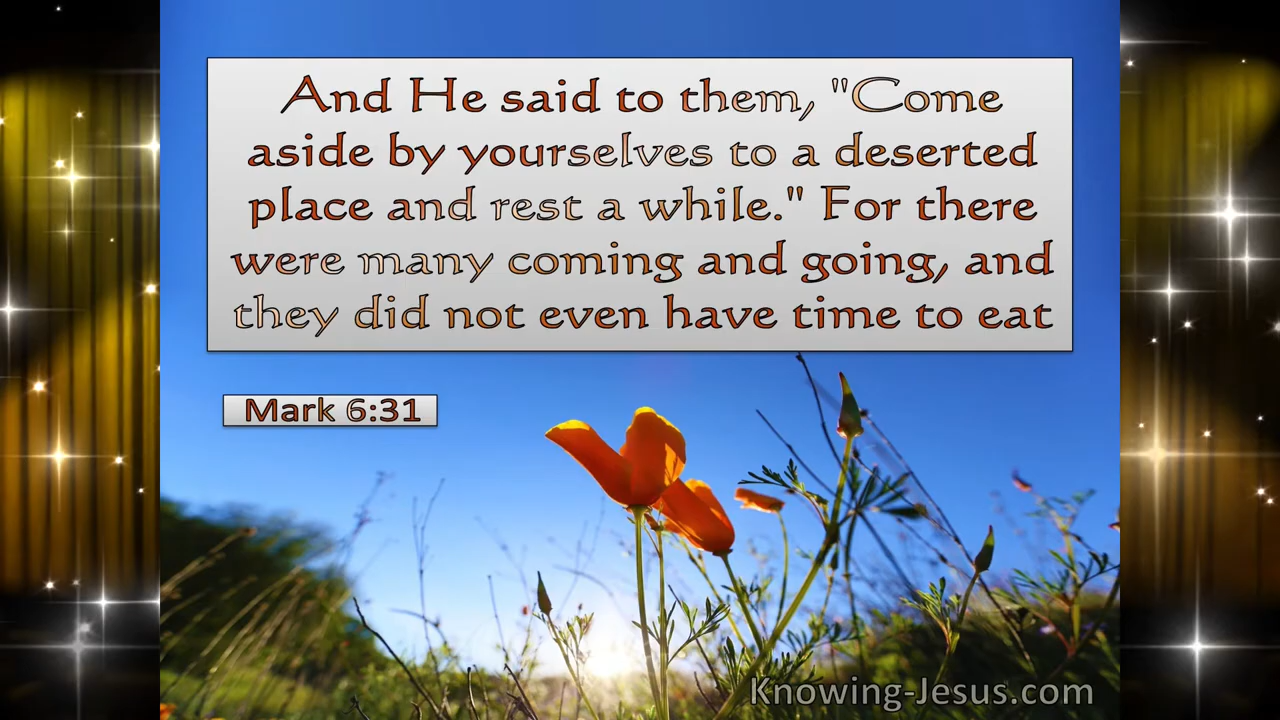 And He said to them, "Come
aside by yourselves to a deserted
place and rest a while." For there
were many coming and going, and
they did not even have time to eat
Mark 6:31
Knowing-Jesus.com